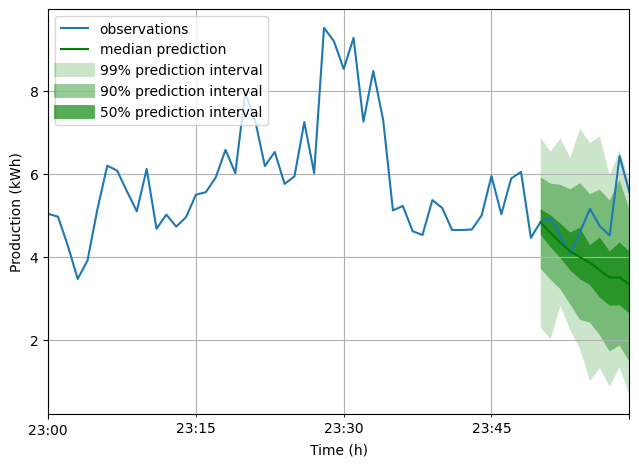 observations
median prediction
99% prediction interval
90% prediction interval
50% prediction interval
8
6
4
2
Production (kWh)
23:00
23:15
23:30
23:45
Time (h)